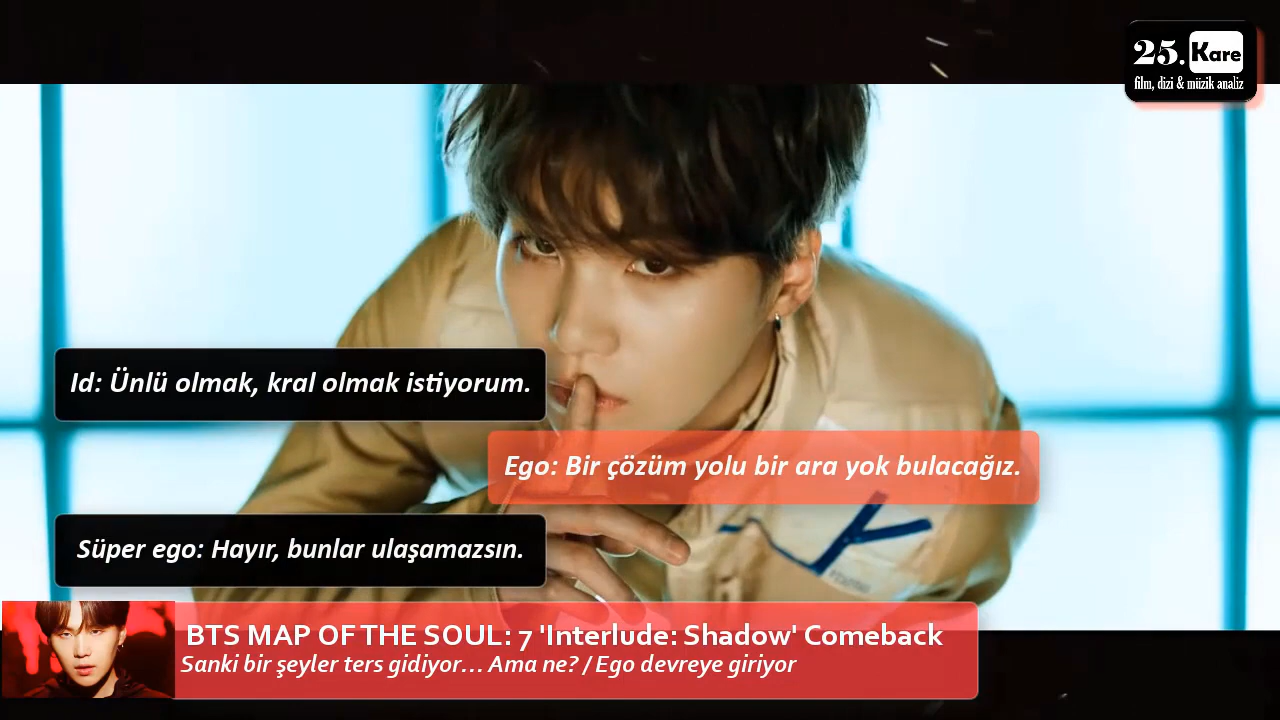 25. Kare
film, dizi & müzik analiz
Id: Ünlü olmak, kral olmak istiyorum.
Ego: Bir çözüm yolu bir ara yok bulacağız.
Süper ego: Hayır, bunlar ulaşamazsın.
BTS MAP OF THE SOUL: 7 'Interlude: Shadow' Comeback
Sanki bir şeyler ters gidiyor... Ama ne? / Ego devreye giriyor